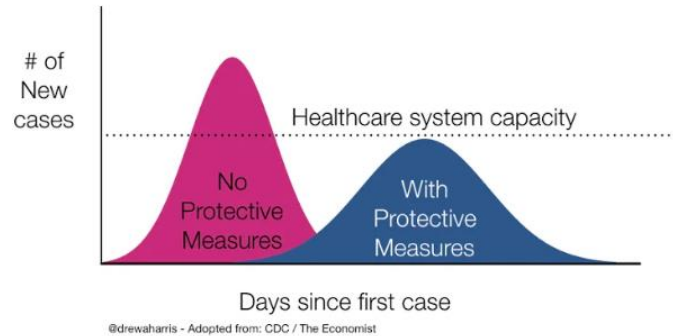 # of
New
cases
Healthcare system capacity
No
Protective
Measures
With
Protective
Measures
Days since first case
@drewaharris - Adopted from: CDC / The Economist